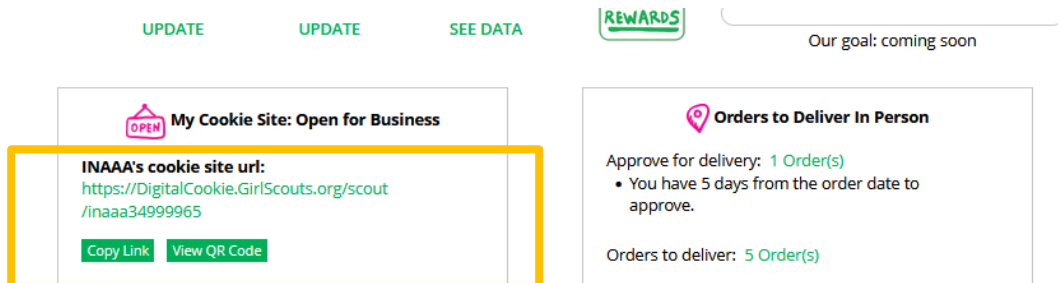 UPDATE
UPDATE
SEE DATA
REWARDS
Our goal: coming soon
OPEN
My Cookie Site: Open for Business
INAAA's cookie site url:
https://DigitalCookie.GirlScouts.org/scout
/inaaa34999965
Copy Link
View QR Code
Orders to Deliver In Person
Approve for delivery: 1 Order(s)
• You have 5 days from the order date to
approve.
Orders to deliver: 5 Order(s)